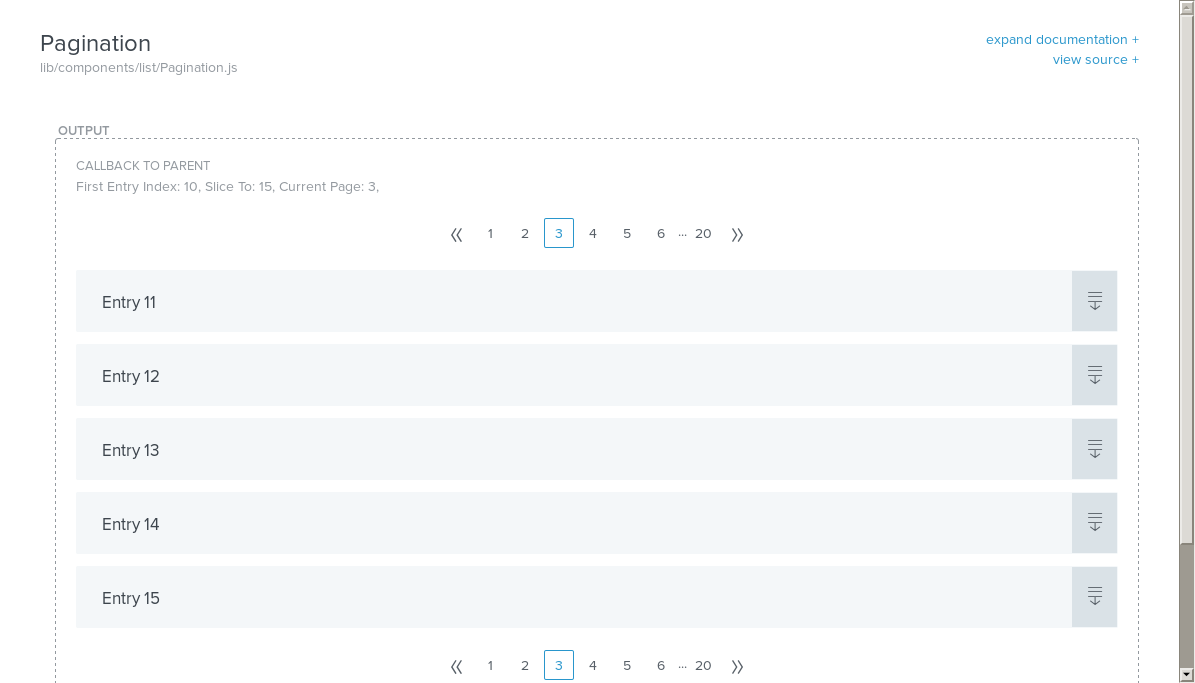 Pagination
expand documentation +
lib/components/list/Pagination.js
view source +
OUTPUT
CALLBACK TO PARENT
First Entry Index: 10, Slice To: 15, Current Page: 3,
« 1 2 3 4 5 6 ... 20 »
Entry 11
Entry 12
Entry 13
Entry 14
Entry 15
« 1 2 3 4 5 6 ... 20 »